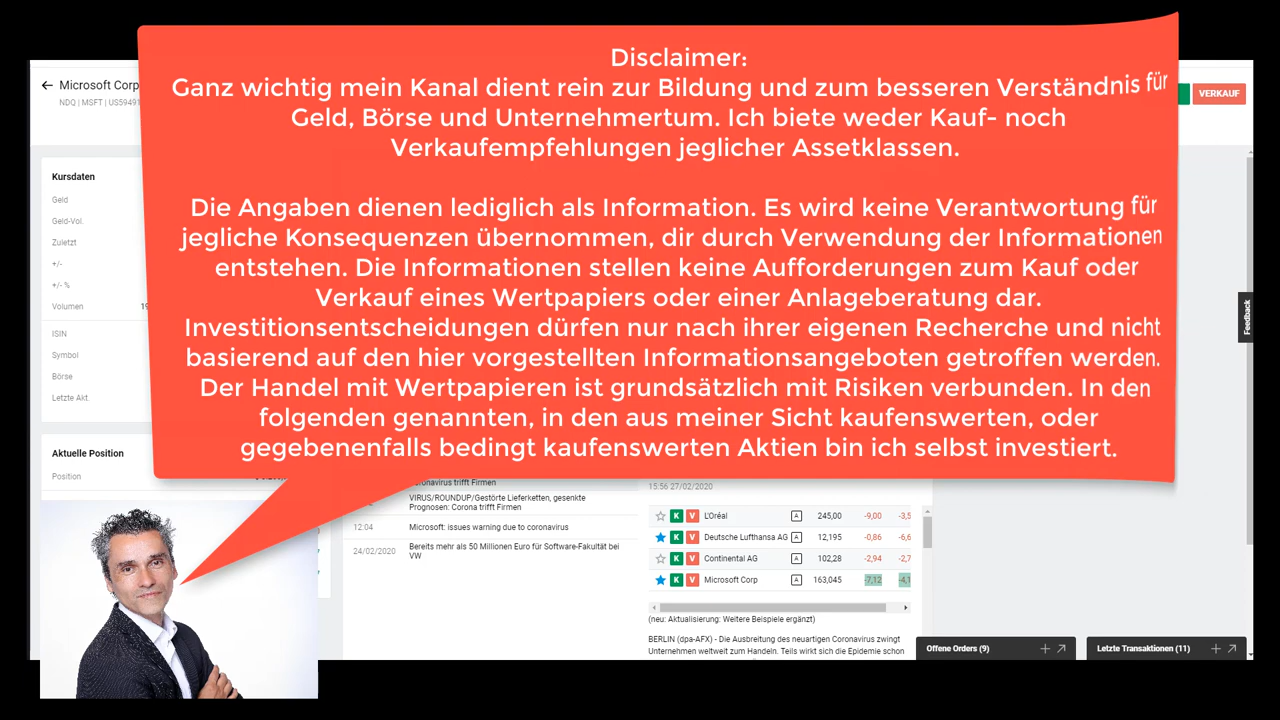 Disclaimer:
Ganz wichtig mein Kanal dient rein zur Bildung und zum besseren Verständnis für
Geld, Börse und Unternehmertum. Ich biete weder Kauf- noch
Verkaufempfehlungen jeglicher Assetklassen.
Die Angaben dienen lediglich als Information. Es wird keine Verantwortung für
jegliche Konsequenzen übernommen, dir durch Verwendung der Informationen
entstehen. Die Informationen stellen keine Aufforderungen zum Kauf oder
Verkauf eines Wertpapiers oder einer Anlageberatung dar.
Investitionsentscheidungen dürfen nur nach ihrer eigenen Recherche und nicht
basierend auf den hier vorgestellten Informationsangeboten getroffen werden.
Der Handel mit Wertpapieren ist grundsätzlich mit Risiken verbunden. In den
folgenden genannten, in den aus meiner Sicht kaufenswerten, oder
gegebenenfalls bedingt kaufenswerten Aktien bin ich selbst investiert.
Microsoft Corp
NDQ | MSFT | US59491
VERKAUF
Kursdaten
Geld
Geld-Vol.
Zuletzt
+/-
+/- %
Volumen 19
ISIN
Symbol
Börse
Letzte Akt.
Aktuelle Position
Position
Feedback
Coronavirus trifft Firmen
VIRUS/ROUNDUP/Gestörte Lieferketten, gesenkte
Prognosen: Corona trifft Firmen
12:04 Microsoft: issues warning due to coronavirus
24/02/2020 Bereits mehr als 50 Millionen Euro für Software-Fakultät bei
VW
15:56 27/02/2020
K V L'Oréal A 245,00 -9,00 -3,5
K V Deutsche Lufthansa AG A 12,195 -0,86 -6,6
K V Continental AG A 102,28 -2,94 -2,7
K V Microsoft Corp A 163,045 -7,12 -4,1
(neu: Aktualisierung: Weitere Beispiele ergänzt)
BERLIN (dpa-AFX) - Die Ausbreitung des neuartigen Coronavirus zwingt
Unternehmen weltweit zum Handeln. Teils wirkt sich die Epidemie schon
Offene Orders (9)
Letzte Transaktionen (11)